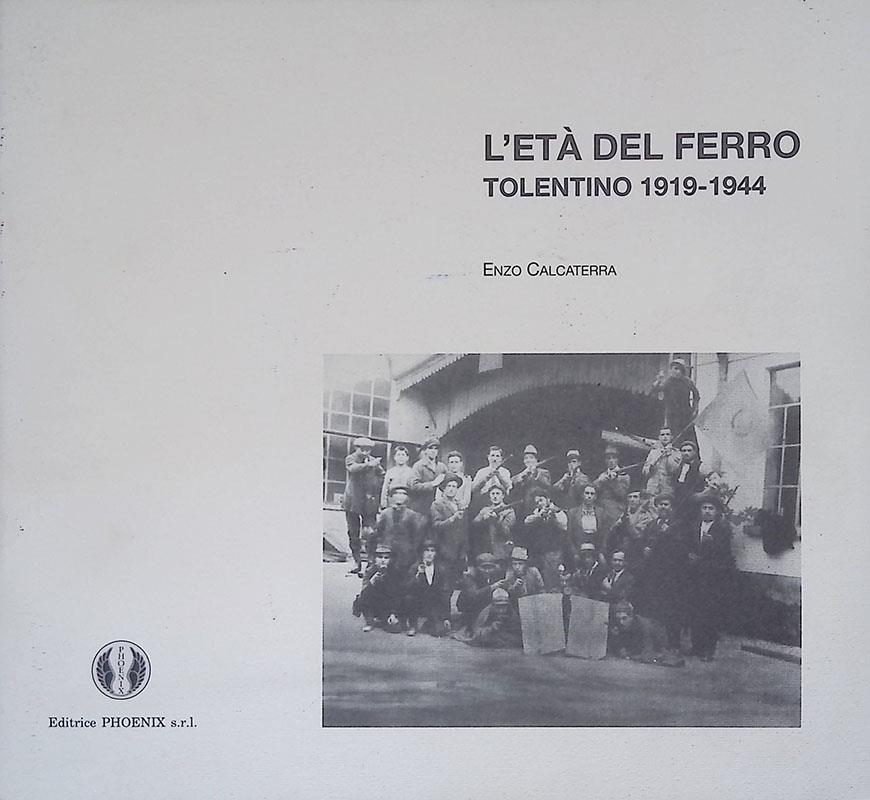 L'ETÀ DEL FERRO
TOLENTINO 1919-1944
ENZO CALCATERRA
PHOENIX
Editrice PHOENIX s.r.l.